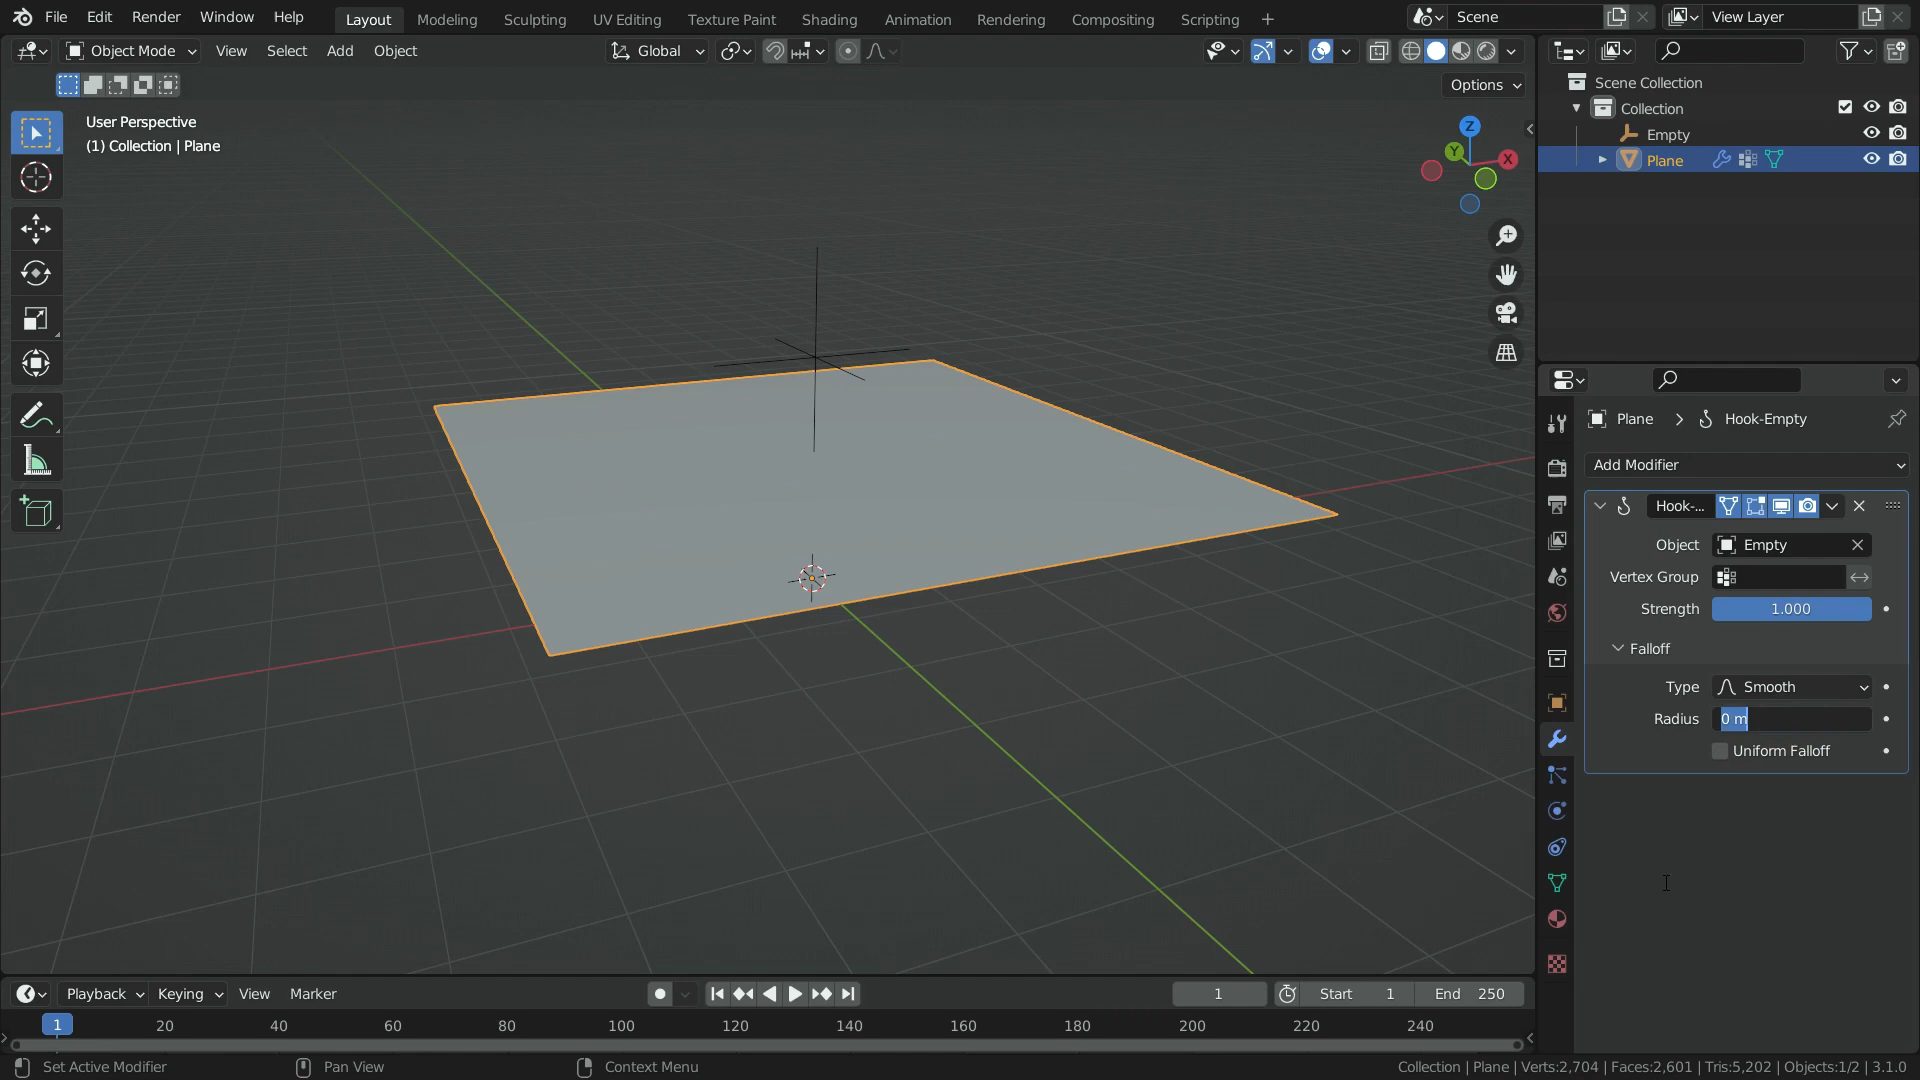 File Edit Render Window Help Layout Modeling Sculpting UV Editing Texture Paint Shading Animation Rendering Compositing Scripting + Scene View Layer
Object Mode View Select Add Object Global
Options
User Perspective
(1) Collection | Plane
Z
Y
X
Scene Collection
Collection
Empty
Plane
Plane > Hook-Empty
Add Modifier
Hook-...
Object Empty
Vertex Group
Strength 1.000
Falloff
Type Smooth
Radius 0 m
Uniform Falloff
Playback Keying View Marker 1 Start 1 End 250
1 20 40 60 80 100 120 140 160 180 200 220 240
Set Active Modifier Pan View Context Menu Collection | Plane | Verts:2,704 | Faces:2,601 | Tris:5,202 | Objects:1/2 | 3.1.0